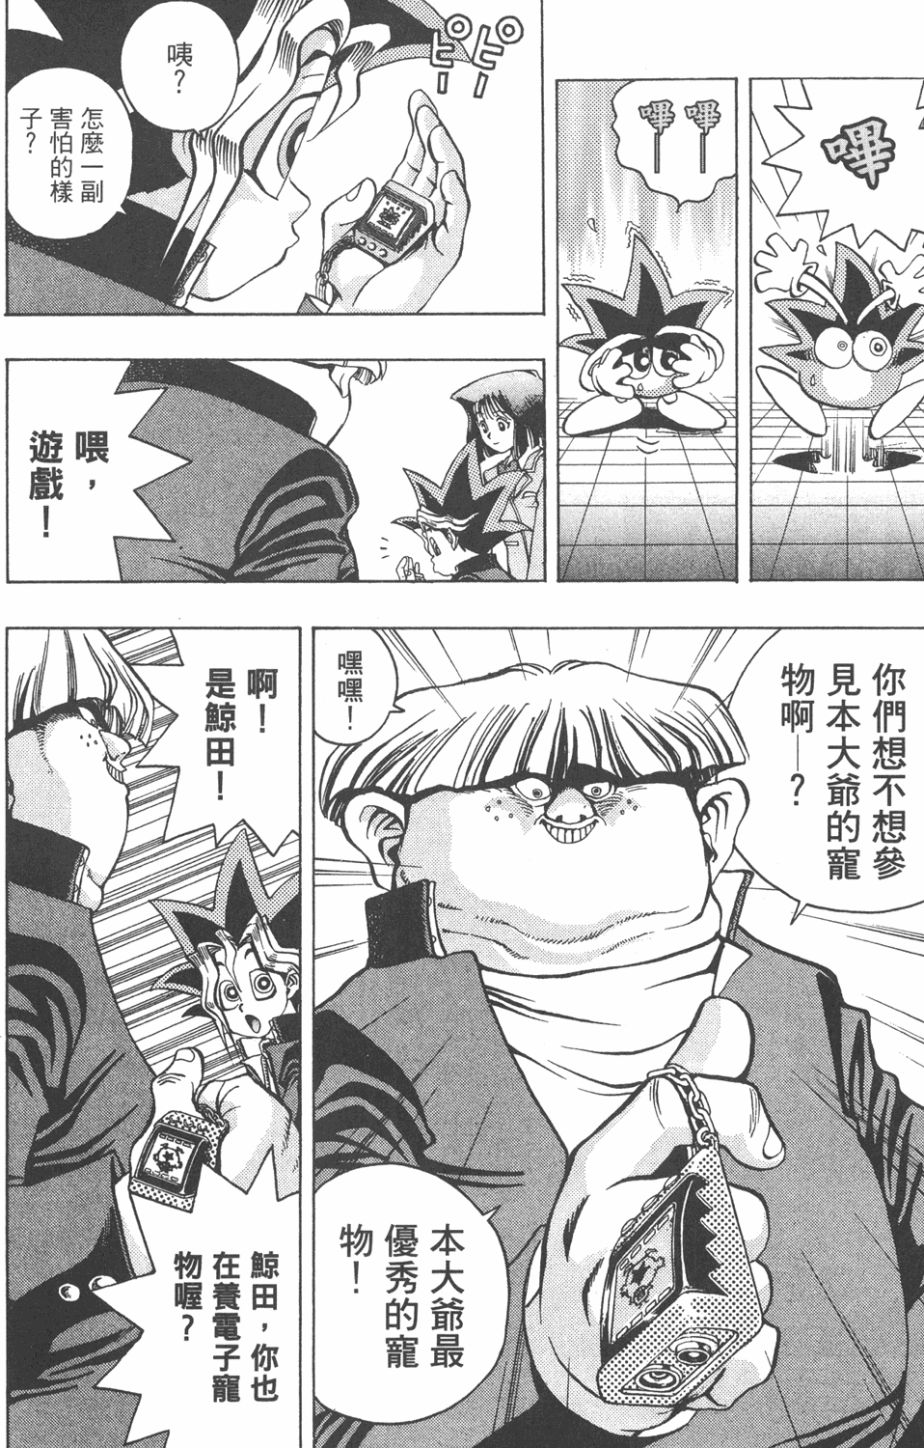 嗶
嗶
嗶
ピピ
ピー
咦？
怎麼一副
害怕的樣
子？
喂，
遊戲！
你們想不想參
見本大爺的寵
物啊—？
嘿嘿！
本大爺最
優秀的寵
物！
啊！
是鯨田！
鯨田，你也
在養電子寵
物喔？